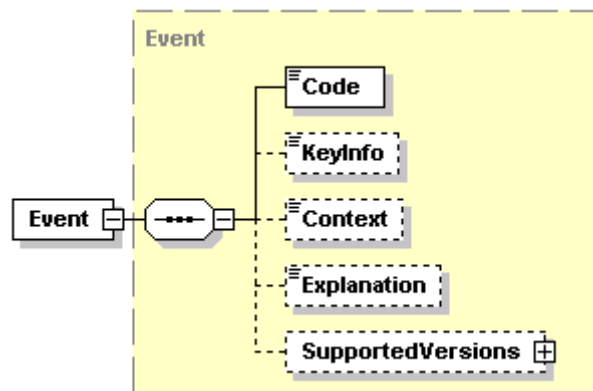 Event
Code
KeyInfo
Event
Context
Explanation
SupportedVersions